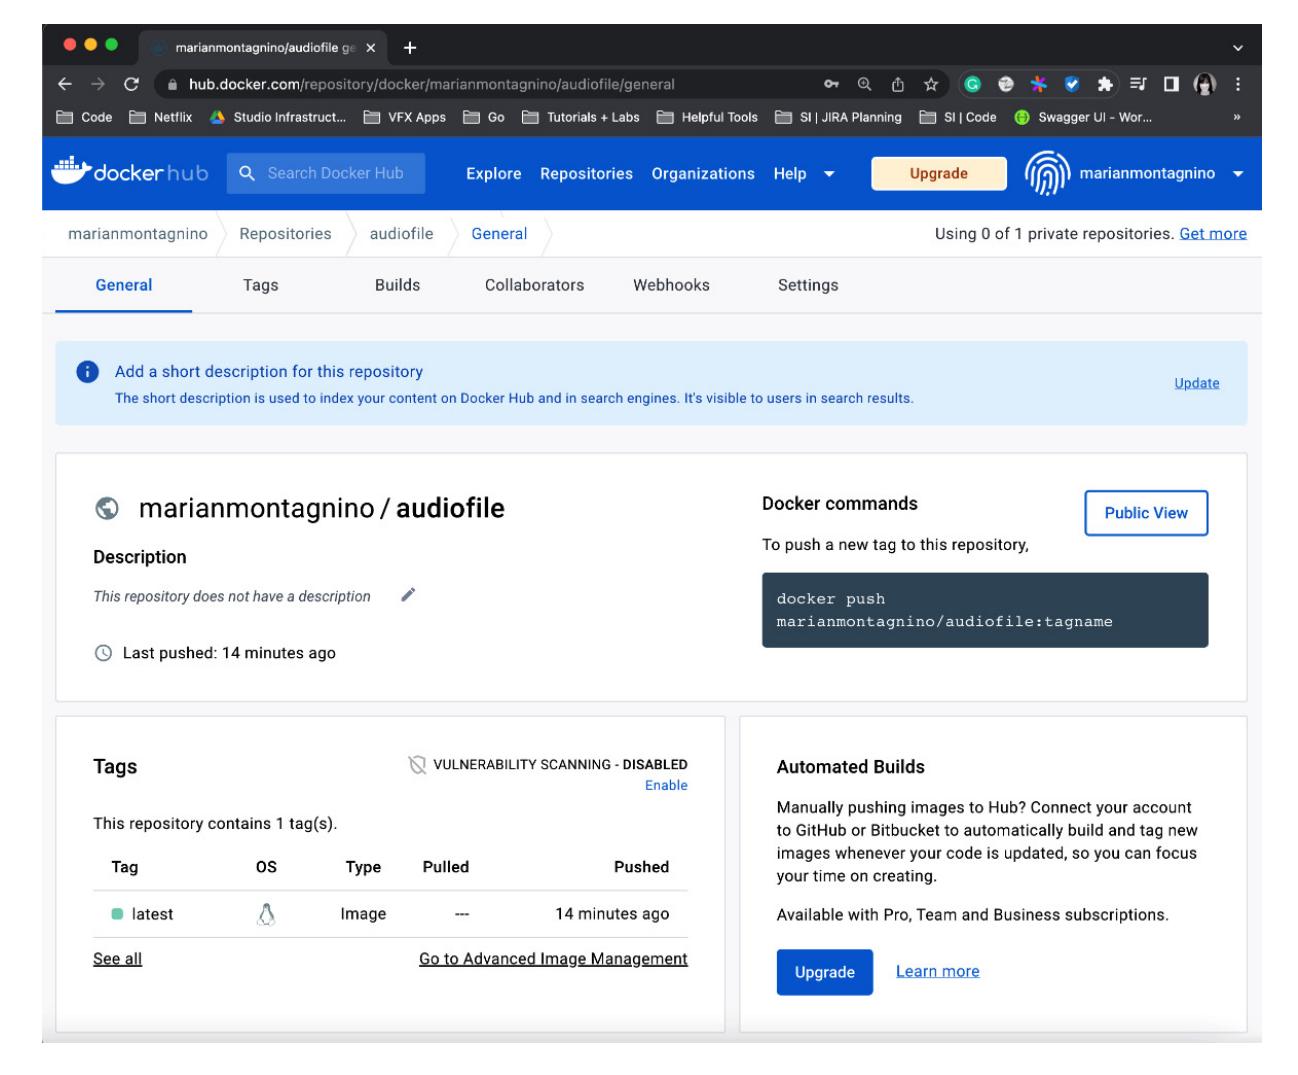 marianmontagnino/audiofile ge
hub.docker.com/repository/docker/marianmontagnino/audiofile/general
Code Netflix Studio Infrastruct... VFX Apps Go Tutorials + Labs Helpful Tools SI | JIRA Planning SI | Code Swagger UI - Wor... »
dockerhub Search Docker Hub Explore Repositories Organizations Help Upgrade marianmontagnino
marianmontagnino Repositories audiofile General Using 0 of 1 private repositories. Get more
General Tags Builds Collaborators Webhooks Settings
Add a short description for this repository
The short description is used to index your content on Docker Hub and in search engines. It's visible to users in search results.
Update
marianmontagnino / audiofile
Description
This repository does not have a description
Last pushed: 14 minutes ago
Docker commands
Public View
To push a new tag to this repository,
docker push
marianmontagnino/audiofile:tagname
Tags
VULNERABILITY SCANNING - DISABLED
Enable
This repository contains 1 tag(s).
Tag OS Type Pulled Pushed
latest Image --- 14 minutes ago
See all Go to Advanced Image Management
Automated Builds
Manually pushing images to Hub? Connect your account
to GitHub or Bitbucket to automatically build and tag new
images whenever your code is updated, so you can focus
your time on creating.
Available with Pro, Team and Business subscriptions.
Upgrade Learn more